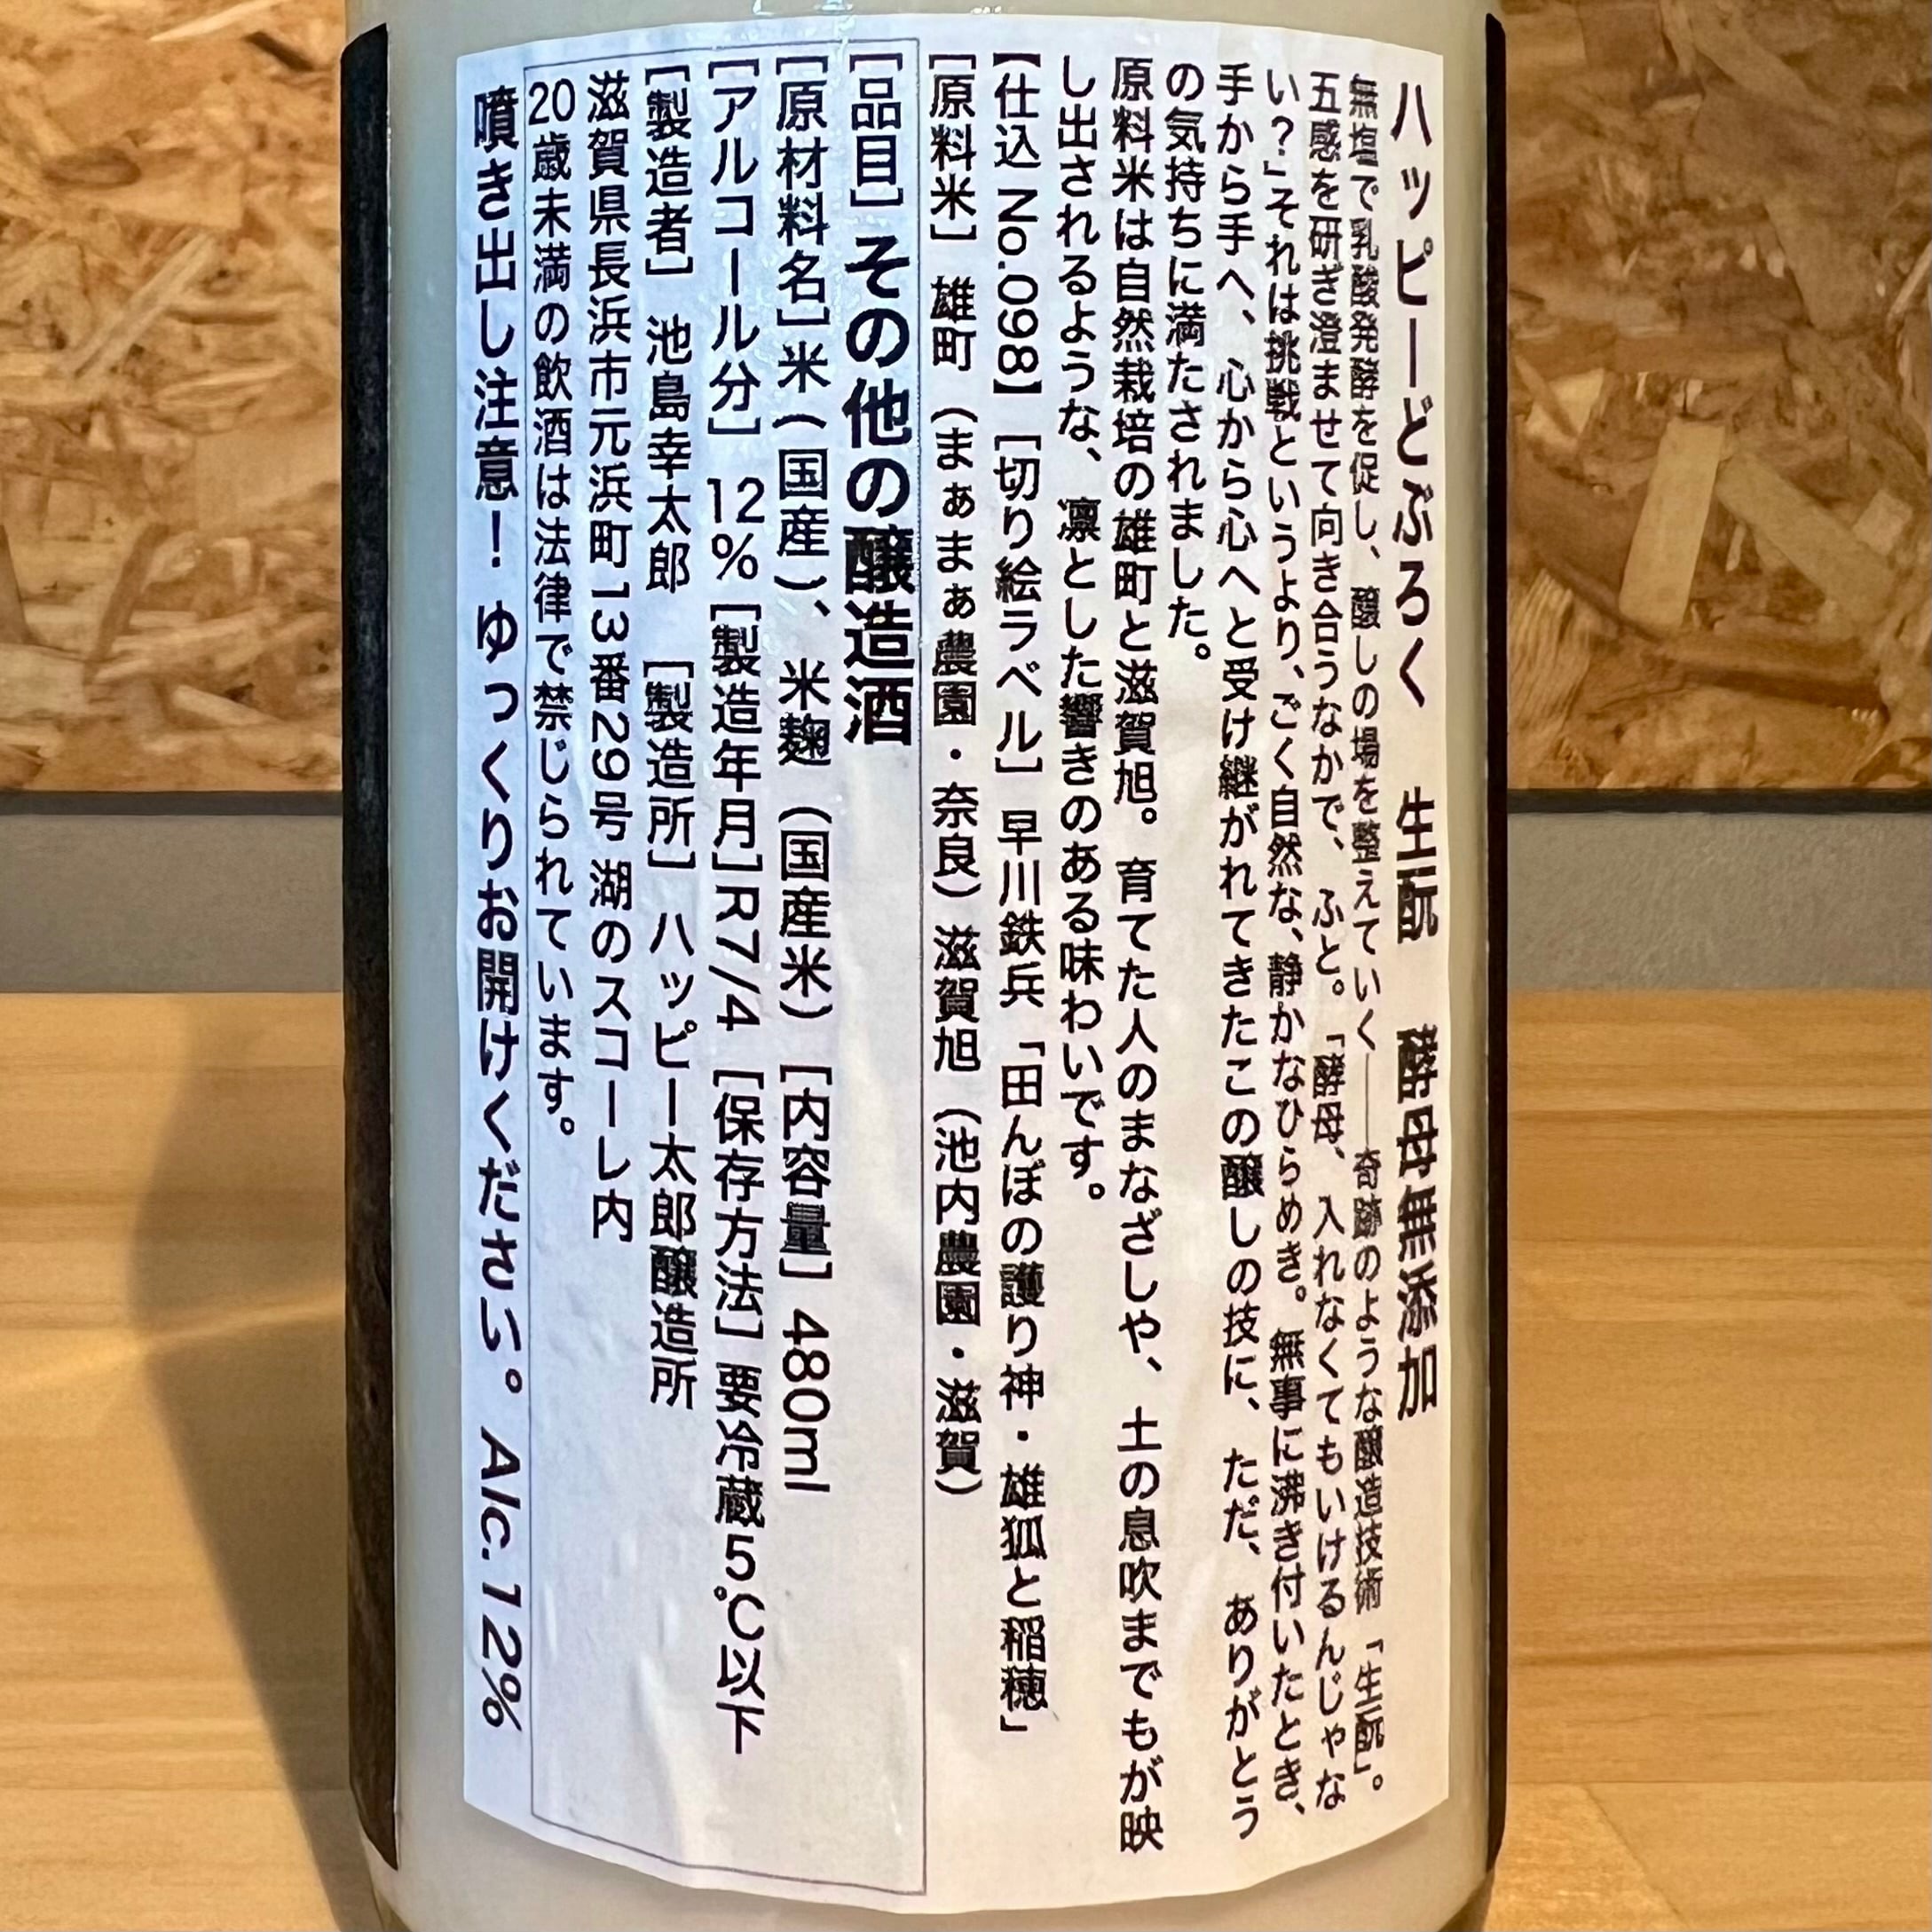 ハッピーどぶろく　生酛　酵母無添加
無塩で乳酸発酵を促し、醸しの場を整えていく――奇跡のような醸造技術「生酛」。
五感を研ぎ澄ませて向き合うなかで、ふと。「酵母、入れなくてもいけるんじゃな
い？」それは挑戦というより、ごく自然な、静かなひらめき。無事に沸き付いたとき、
手から手へ、心から心へと受け継がれてきたこの醸しの技に、ただ、ありがとう
の気持ちに満たされました。
原料米は自然栽培の雄町と滋賀旭。育てた人のまなざしや、土の息吹までもが映
し出されるような、凛とした響きのある味わいです。
【仕込 No.098】［切り絵ラベル］早川鉄兵「田んぼの護り神・雄狐と稲穂」
［原料米］雄町（まぁまぁ農園・奈良）滋賀旭（池内農園・滋賀）
［品目］その他の醸造酒
［原材料名］米（国産）、米麹（国産米）［内容量］480ml
［アルコール分］12％［製造年月］R7/4［保存方法］要冷蔵5℃以下
［製造者］池島幸太郎　［製造所］ハッピー太郎醸造所
滋賀県長浜市元浜町13番29号 湖のスコーレ内
20歳未満の飲酒は法律で禁じられています。
噴き出し注意！ゆっくりお開けください。Alc.12%